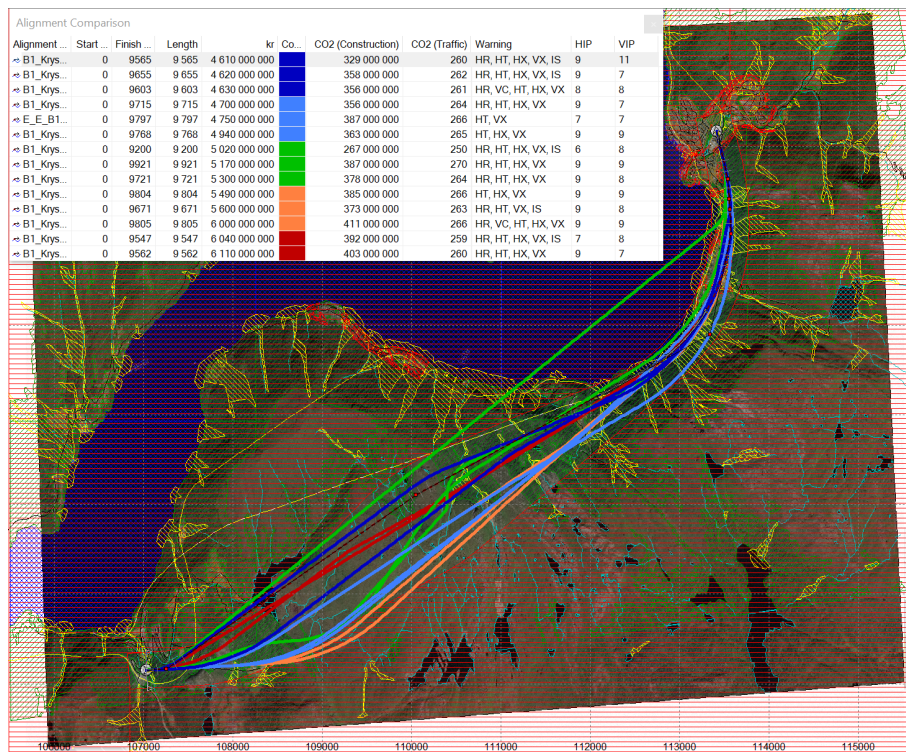 Alignment Comparison
Alignment ... Start ... Finish ... Length kr Co... CO2 (Construction) CO2 (Traffic) Warning HIP VIP
B1_Krys... 0 9565 9 565 4 610 000 000 329 000 000 260 HR, HT, HX, VX, IS 9 11
B1_Krys... 0 9655 9 655 4 620 000 000 358 000 000 262 HR, HT, HX, VX, IS 9 7
B1_Krys... 0 9603 9 603 4 630 000 000 356 000 000 261 HR, VC, HT, HX, VX 8 8
B1_Krys... 0 9715 9 715 4 700 000 000 356 000 000 264 HR, HT, HX, VX 9 7
E_E_B1... 0 9797 9 797 4 750 000 000 387 000 000 266 HT, VX 7 7
B1_Krys... 0 9768 9 768 4 940 000 000 363 000 000 265 HT, HX, VX 9 9
B1_Krys... 0 9200 9 200 5 020 000 000 267 000 000 250 HR, HT, HX, VX, IS 6 8
B1_Krys... 0 9921 9 921 5 170 000 000 387 000 000 270 HR, HT, HX, VX 9 9
B1_Krys... 0 9721 9 721 5 300 000 000 378 000 000 264 HR, HT, HX, VX 9 8
B1_Krys... 0 9804 9 804 5 490 000 000 385 000 000 266 HT, HX, VX 9 9
B1_Krys... 0 9671 9 671 5 600 000 000 373 000 000 263 HR, HT, VX, IS 9 8
B1_Krys... 0 9805 9 805 6 000 000 000 411 000 000 266 HR, VC, HT, HX, VX 9 9
B1_Krys... 0 9547 9 547 6 040 000 000 392 000 000 259 HR, HT, HX, VX, IS 7 8
B1_Krys... 0 9562 9 562 6 110 000 000 403 000 000 260 HR, HT, HX, VX 9 7
106000 107000 108000 109000 110000 111000 112000 113000 114000 115000